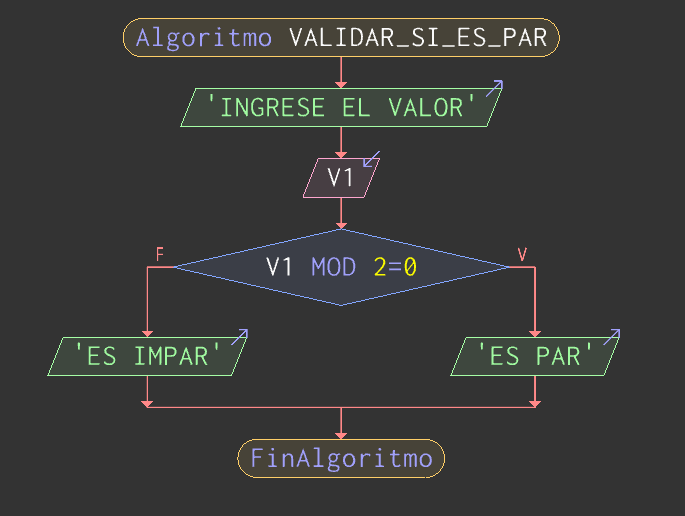 Algoritmo VALIDAR_SI_ES_PAR
'INGRESE EL VALOR'
V1
V1 MOD 2=0
F
V
'ES IMPAR'
'ES PAR'
FinAlgoritmo